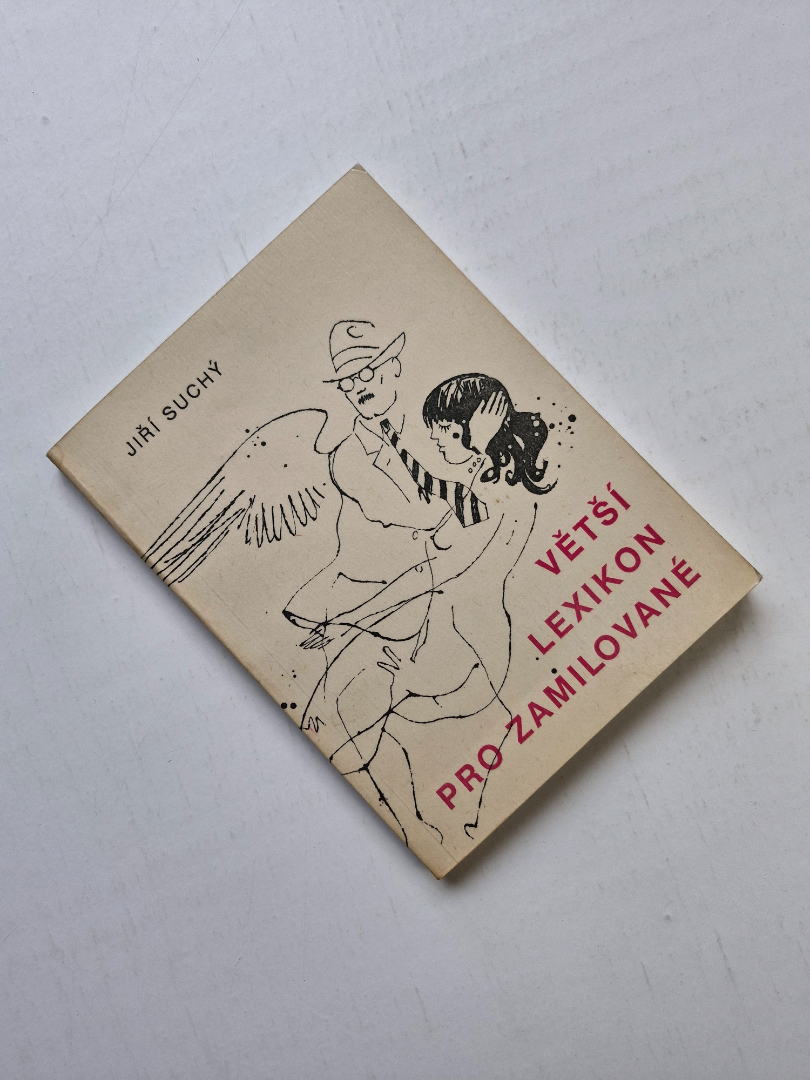 JIŘÍ SUCHÝ
VĚTŠÍ
LEXIKON
PRO ZAMILOVANÉ